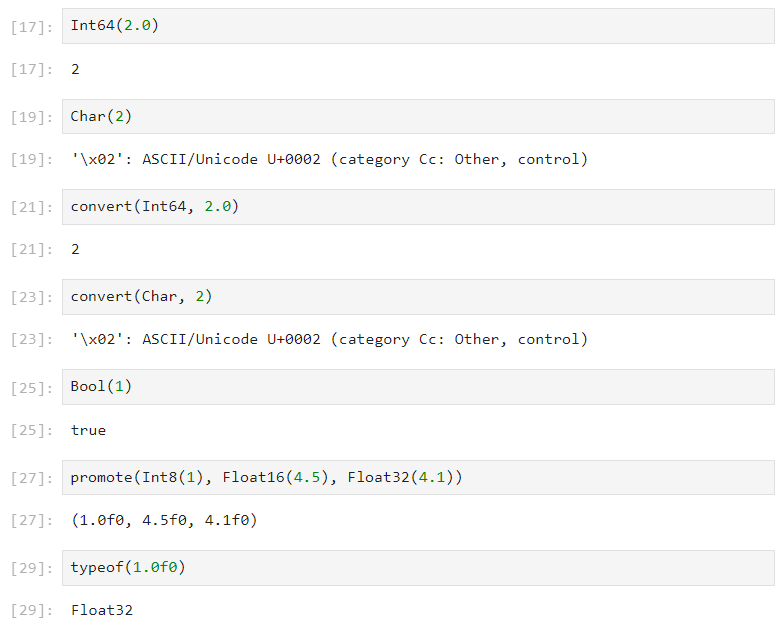 [17]: Int64(2.0)
[17]: 2
[19]: Char(2)
[19]: '\x02': ASCII/Unicode U+0002 (category Cc: Other, control)
[21]: convert(Int64, 2.0)
[21]: 2
[23]: convert(Char, 2)
[23]: '\x02': ASCII/Unicode U+0002 (category Cc: Other, control)
[25]: Bool(1)
[25]: true
[27]: promote(Int8(1), Float16(4.5), Float32(4.1))
[27]: (1.0f0, 4.5f0, 4.1f0)
[29]: typeof(1.0f0)
[29]: Float32